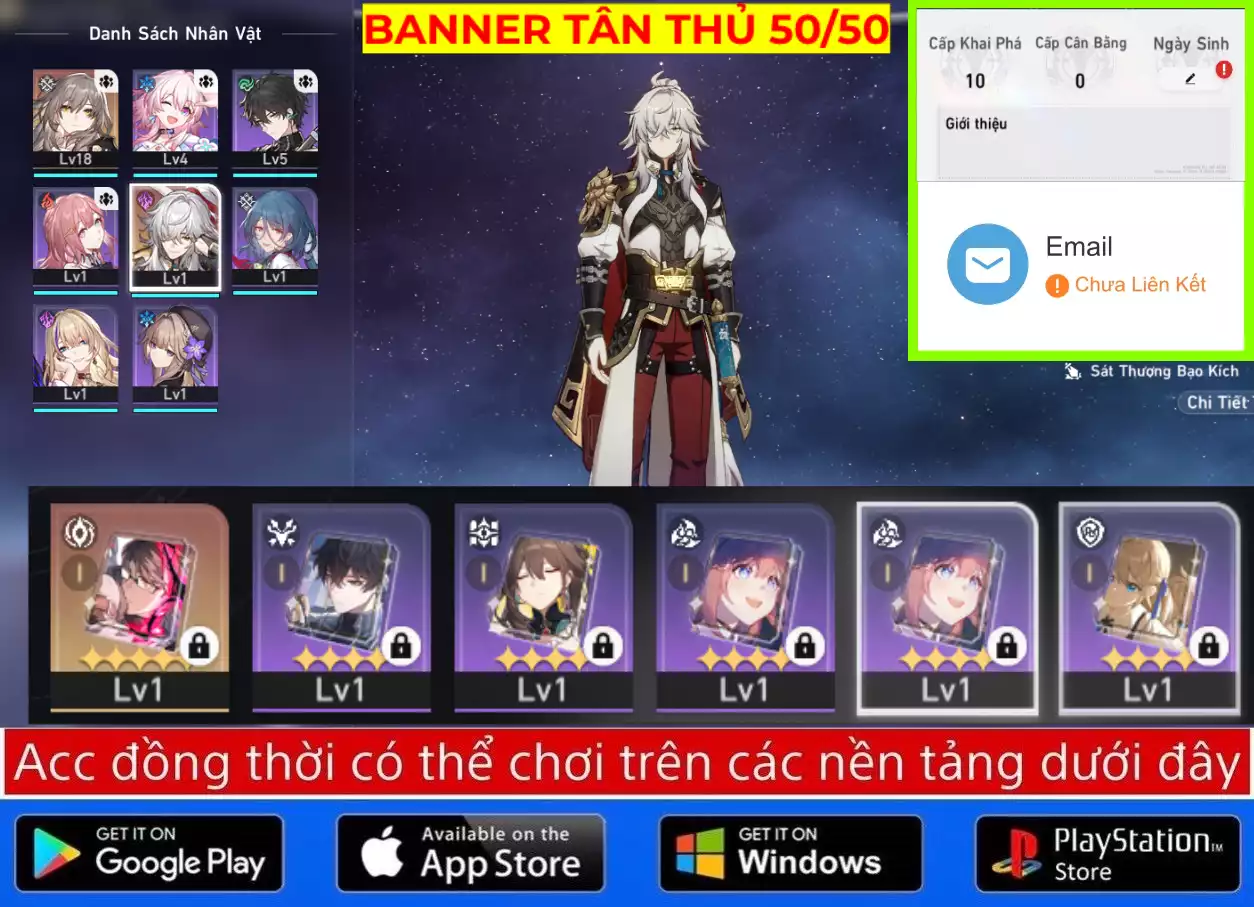 BANNER TÂN THỦ 50/50
Danh Sách Nhân Vật
Lv18
Lv4
Lv5
Lv1
Lv1
Lv1
Lv1
Lv1
Cấp Khai Phá
Cấp Cân Bằng
Ngày Sinh
10
0
Giới thiệu
Email
Chưa Liên Kết
Sát Thượng Bạo Kích
Chi Tiết
I
I
I
I
I
I
Lv1
Lv1
Lv1
Lv1
Lv1
Lv1
Acc đồng thời có thể chơi trên các nền tảng dưới đây
GET IT ON
Google Play
Available on the
App Store
GET IT ON
Windows
PlayStation™
Store